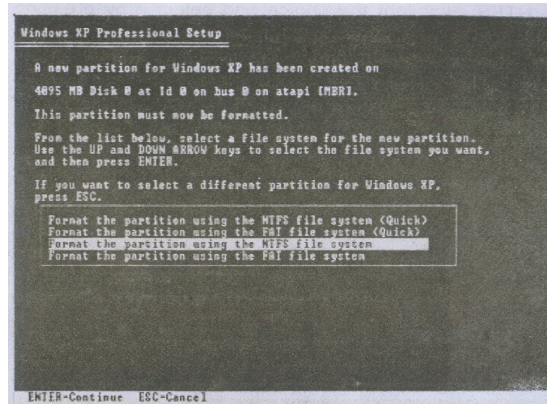 Windows XP Professional Setup
A new partition for Windows XP has been created on
4095 MB Disk 0 at Id 0 on bus 0 on atapi [MBR].
This partition must now be formatted.
From the list below, select a file system for the new partition.
Use the UP and DOWN ARROW keys to select the file system you want,
and then press ENTER.
If you want to select a different partition for Windows XP,
press ESC.
Format the partition using the NTFS file system (Quick)
Format the partition using the FAT file system (Quick)
Format the partition using the NTFS file system
Format the partition using the FAT file system
ENTER=Continue ESC=Cancel